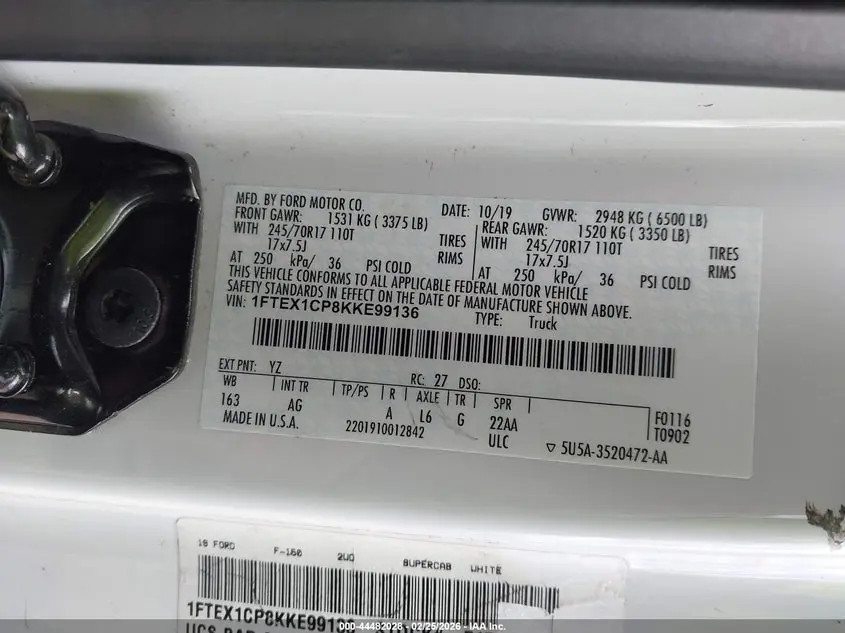 MFD. BY FORD MOTOR CO. DATE: 10/19 GVWR: 2948 KG ( 6500 LB)
FRONT GAWR: 1531 KG ( 3375 LB) REAR GAWR: 1520 KG ( 3350 LB)
WITH 245/70R17 110T TIRES WITH 245/70R17 110T TIRES
17x7.5J RIMS 17x7.5J RIMS
AT 250 kPa/ 36 PSI COLD AT 250 kPa/ 36 PSI COLD
THIS VEHICLE CONFORMS TO ALL APPLICABLE FEDERAL MOTOR VEHICLE
SAFETY STANDARDS IN EFFECT ON THE DATE OF MANUFACTURE SHOWN ABOVE.
VIN: 1FTEX1CP8KKE99136
TYPE: Truck
EXT PNT: YZ RC: 27 DSO:
WB INT TR TP/PS R AXLE TR SPR
163 AG A L6 G 22AA F0116
T0902
MADE IN U.S.A. 2201910012842 ULC ▽ 5U5A-3520472-AA
19 FORD F-150 2WD SUPERCAB WHITE
1FTEX1CP8KKE99136
000-44482028 - 02/25/2026 - IAA